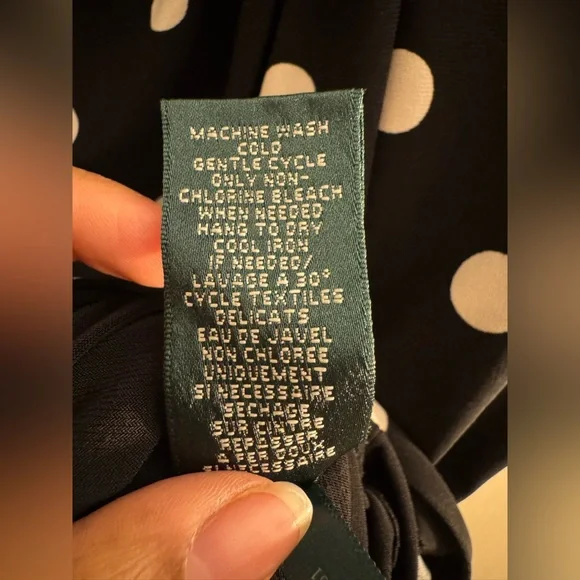 MACHINE WASH
COLD
GENTLE CYCLE
ONLY NON-
CHLORINE BLEACH
WHEN NEEDED
HANG TO DRY
COOL IRON
IF NEEDED/
LAVAGE A 30°
CYCLE TEXTILES
DELICATS
EAU DE JAVEL
NON CHLOREE
UNIQUEMENT
SI NECESSAIRE
SECHAGE
SUR CINTRE
REPASSER
A FER DOUX
SI NECESSAIRE